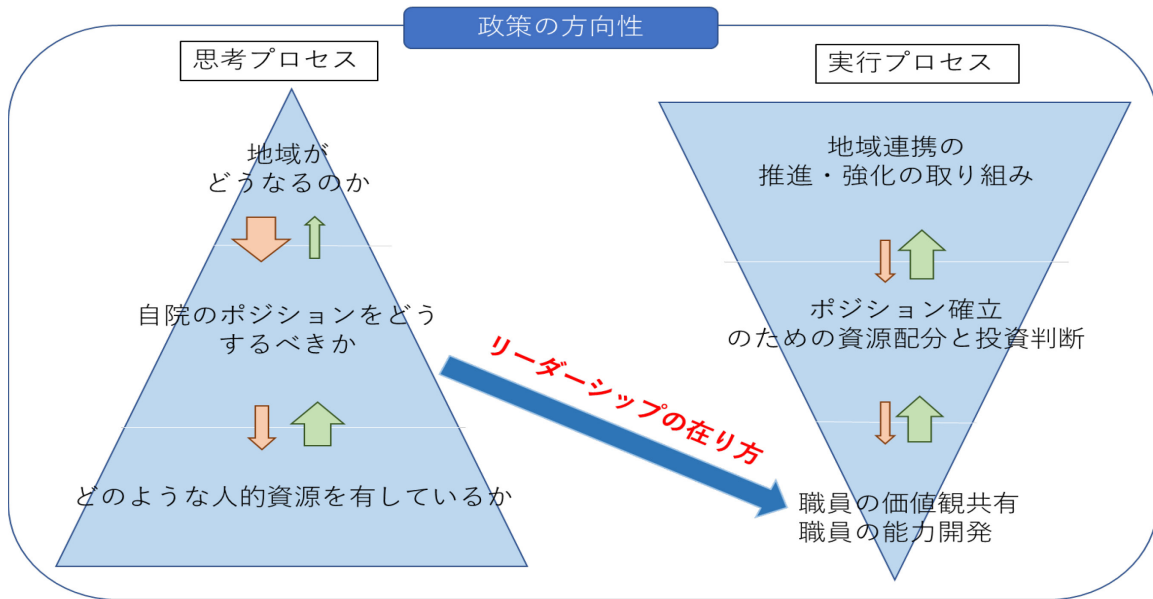 政策の方向性
思考プロセス
地域が
どうなるのか
自院のポジションをどう
するべきか
どのような人的資源を有しているか
リーダーシップの在り方
実行プロセス
地域連携の
推進・強化の取り組み
ポジション確立
のための資源配分と投資判断
職員の価値観共有
職員の能力開発